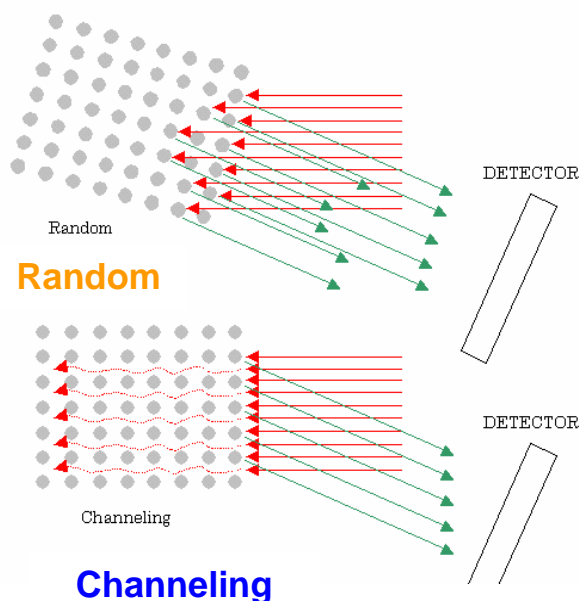 DETECTOR
Random
Random
DETECTOR
Channeling
Channeling